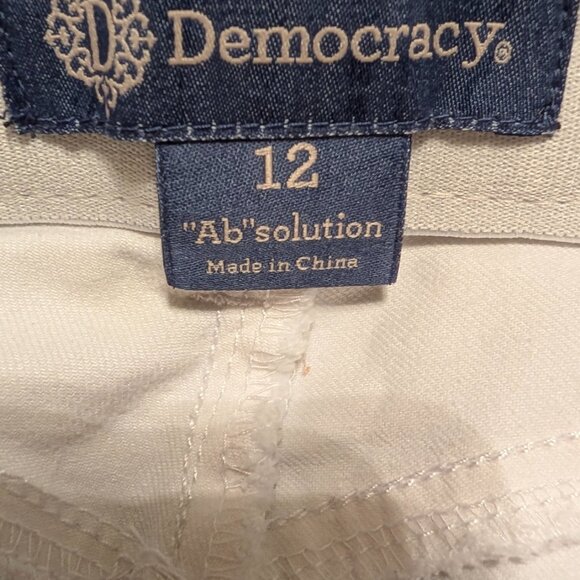 D
Democracy®
12
"Ab"solution
Made in China